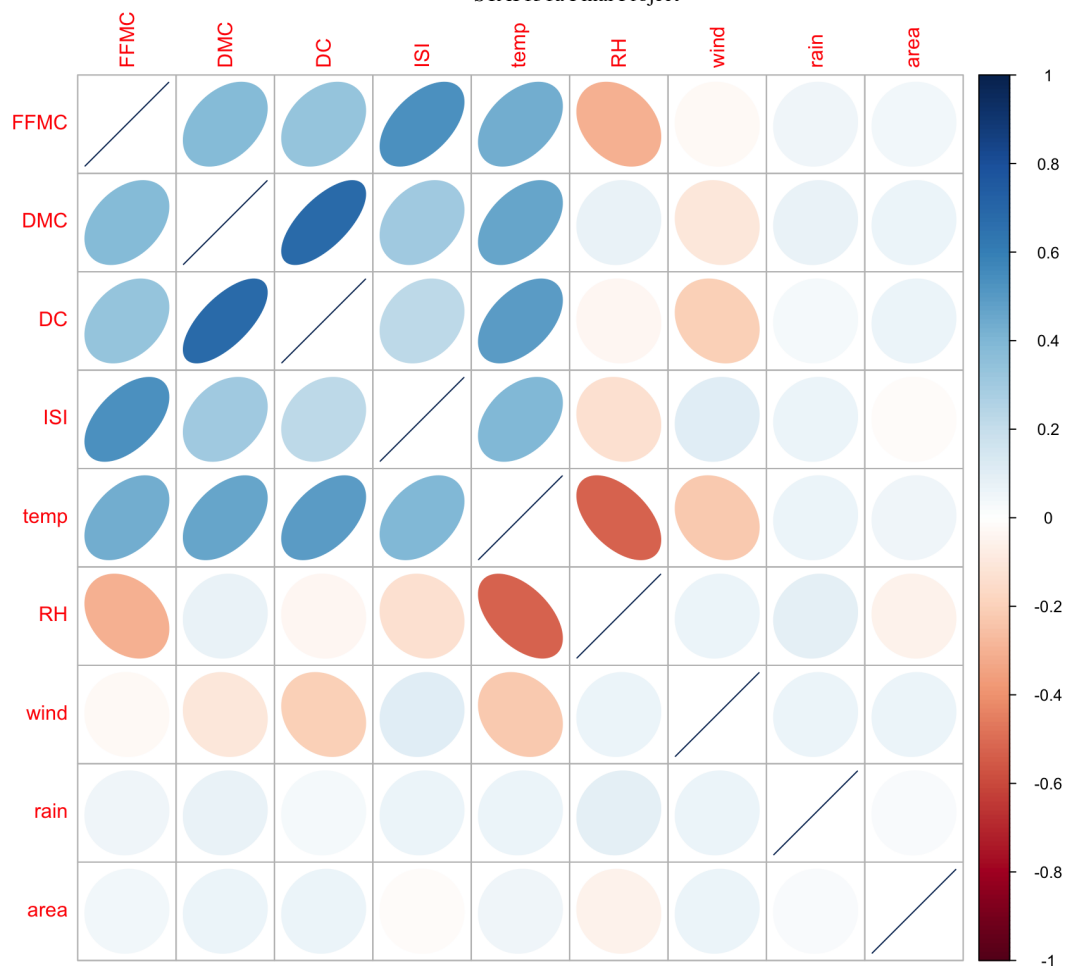 FFMC
DMC
DC
ISI
temp
RH
wind
rain
area
FFMC
DMC
DC
ISI
temp
RH
wind
rain
area
1
0.8
0.6
0.4
0.2
0
-0.2
-0.4
-0.6
-0.8
-1